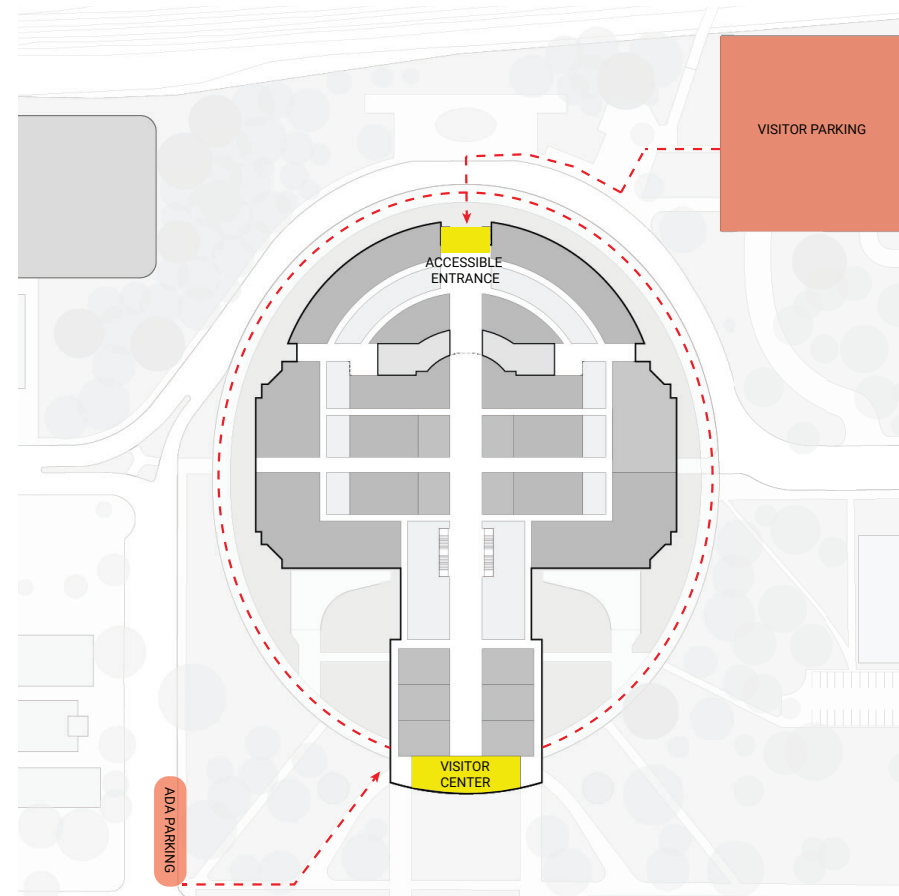 VISITOR PARKING
ACCESSIBLE
ENTRANCE
VISITOR
CENTER
ADA PARKING